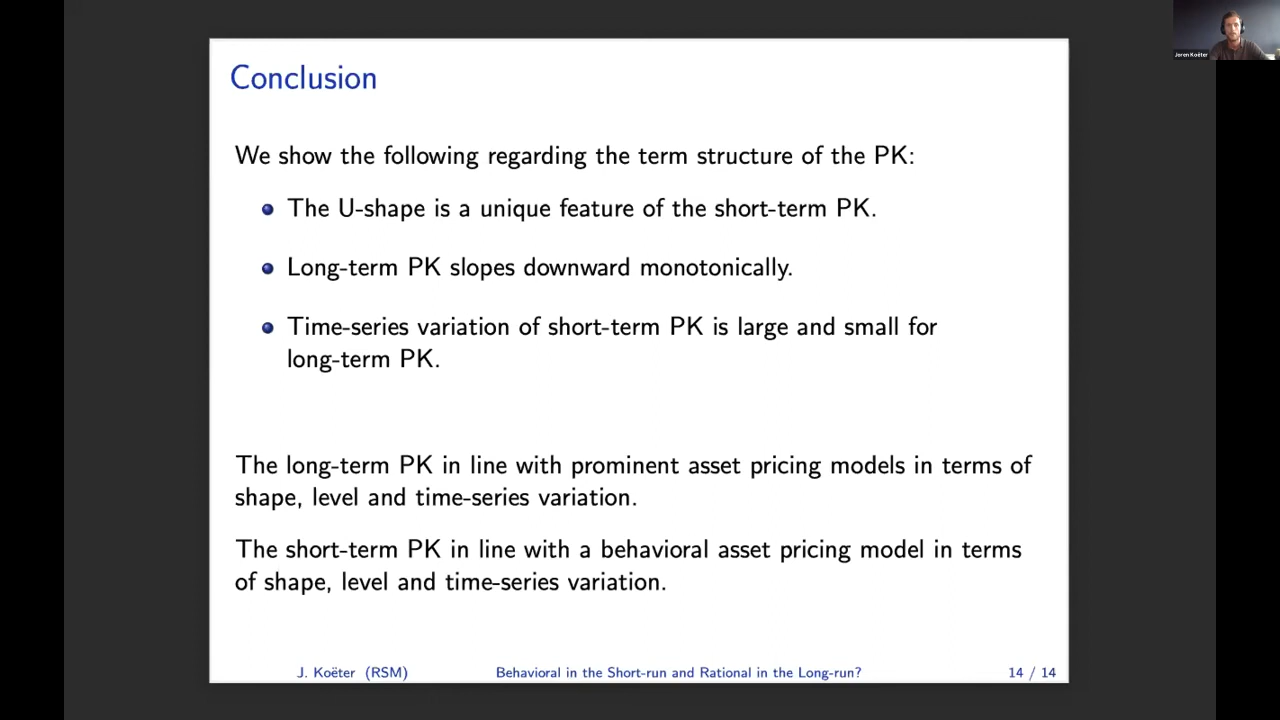 Conclusion
Joren Koëter
We show the following regarding the term structure of the PK:
The U-shape is a unique feature of the short-term PK.
Long-term PK slopes downward monotonically.
Time-series variation of short-term PK is large and small for
long-term PK.
The long-term PK in line with prominent asset pricing models in terms of
shape, level and time-series variation.
The short-term PK in line with a behavioral asset pricing model in terms
of shape, level and time-series variation.
J. Koëter (RSM) Behavioral in the Short-run and Rational in the Long-run? 14 / 14